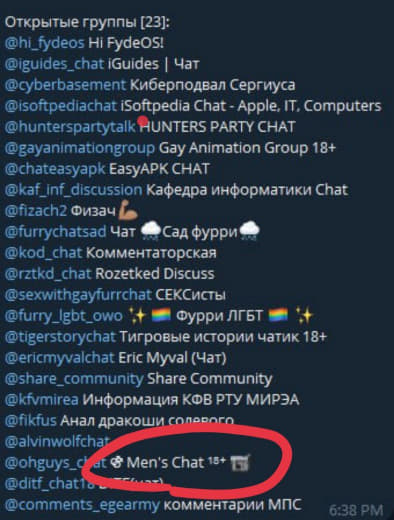 Открытые группы [23]:
@hi_fydeos Hi FydeOS!
@iguides_chat iGuides | Чат
@cyberbasement Киберподвал Сергиуса
@isoftpediachat iSoftpedia Chat - Apple, IT, Computers
@hunterspartytalk HUNTERS PARTY CHAT
@gayanimationgroup Gay Animation Group 18+
@chateasyapk EasyAPK CHAT
@kaf_inf_discussion Кафедра информатики Chat
@fizach2 Физач💪🏽
@furrychatsad Чат 🌧Сад фурри🌧
@kod_chat Комментаторская
@rztkd_chat Rozetked Discuss
@sexwithgayfurrchat СЕКСисты
@furry_lgbt_owo ✨ 🏳️‍🌈 Фурри ЛГБТ 🏳️‍🌈 ✨
@tigerstorychat Тигровые истории чатик 18+
@ericmyvalchat Eric Myval (Чат)
@share_community Share Community
@kfvmirea Информация КФВ РТУ МИРЭА
@fikfus Анал дракоши солевого
@alvinwolfchat
@ohguys_chat Men's Chat ¹⁸⁺
@ditf_chat18 (чат)
@comments_egearmy комментарии МПС
6:38 PM